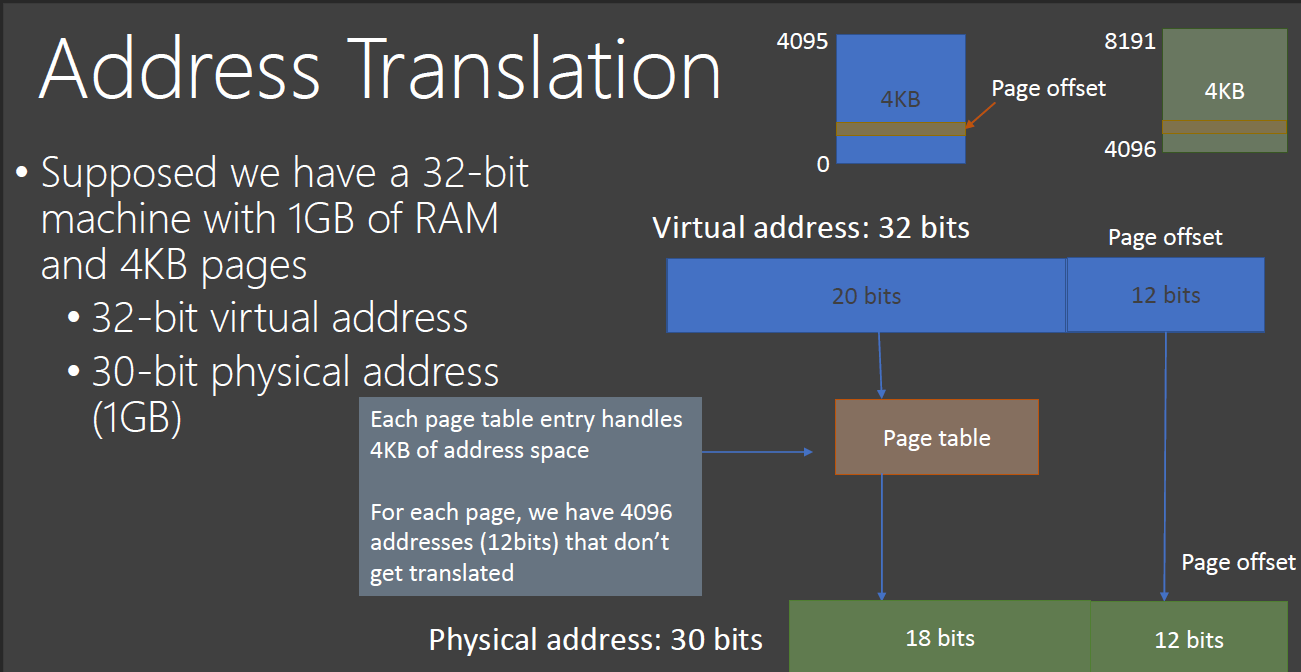 Address Translation
• Supposed we have a 32-bit
machine with 1GB of RAM
and 4KB pages
• 32-bit virtual address
• 30-bit physical address
(1GB)
4095
4KB
0
Page offset
8191
4KB
4096
Virtual address: 32 bits
Page offset
20 bits
12 bits
Each page table entry handles
4KB of address space
For each page, we have 4096
addresses (12bits) that don’t
get translated
Page table
Page offset
Physical address: 30 bits
18 bits
12 bits